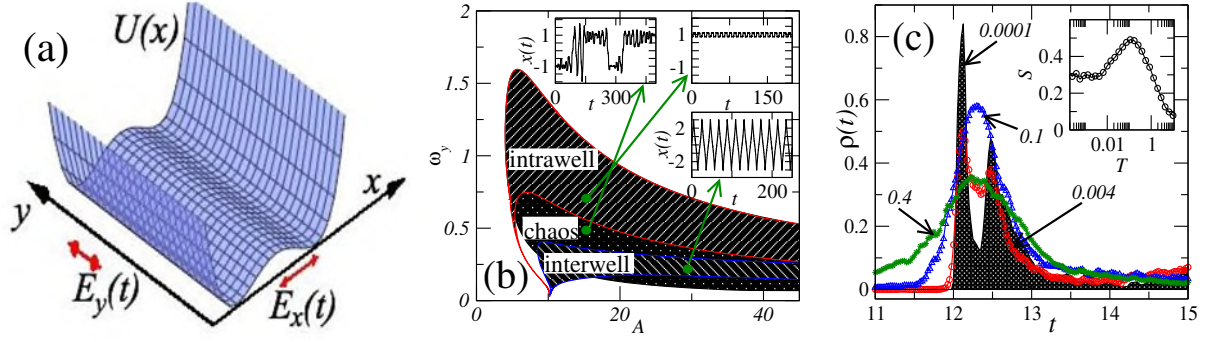 (a)
U(x)
x
y
E_y(t)
E_x(t)
2
1.5
1
0.5
0
ω_y
x(t)
1
-1
0 t 300
1
-1
0 t 150
x(t)
2
-2
0 t 200
intrawell
chaos
interwell
(b)
0 10 20 30 40
A
(c)
0.8
0.6
0.4
0.2
0
ρ(t)
0.0001
0.1
0.004
0.4
S
0.4
0.2
0
0.01 1
T
11 12 13 14 15
t